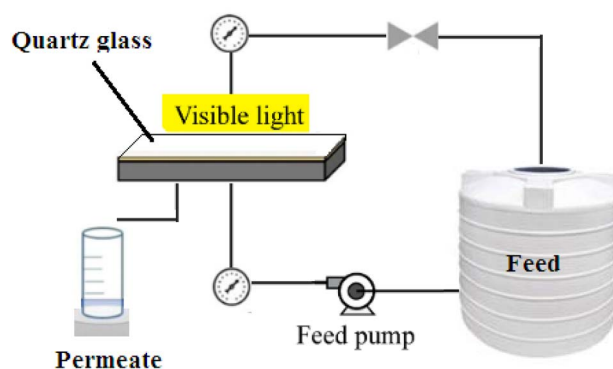 Quartz glass
Visible light
Feed
Feed pump
Permeate